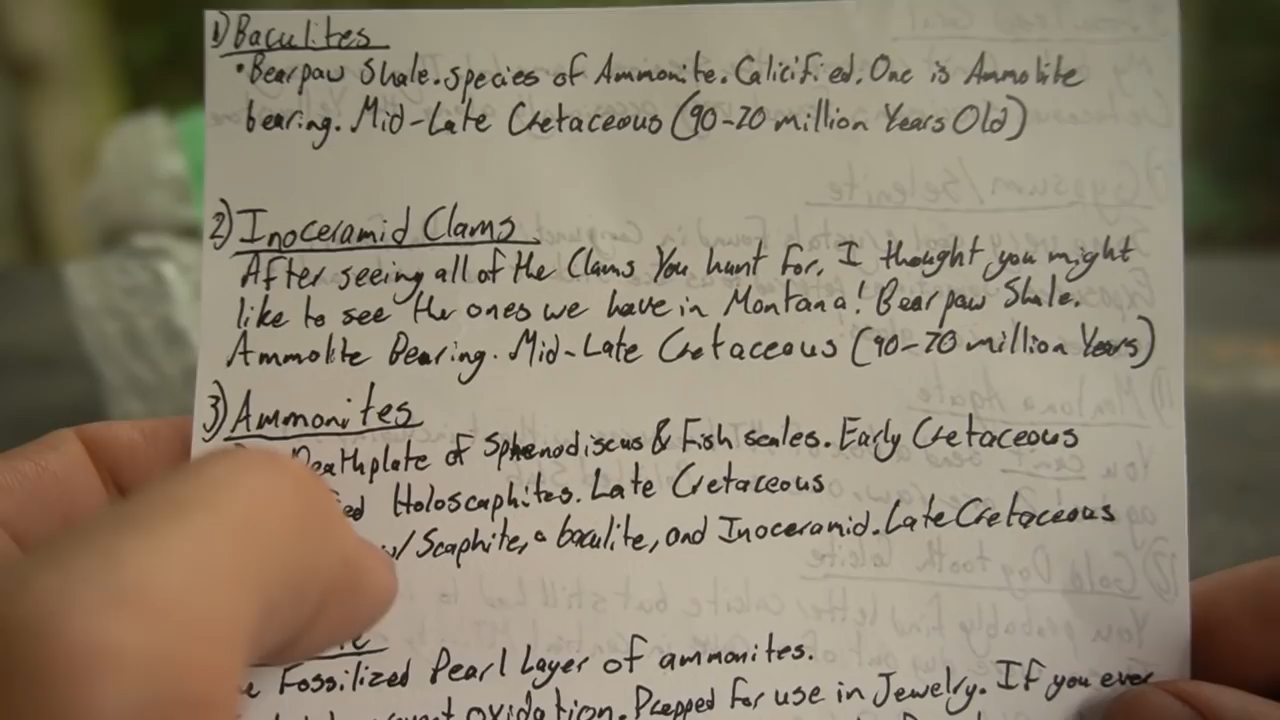 1) Baculites
• Bearpaw Shale. species of Ammonite. Calicified. One is Ammolite
bearing. Mid-Late Cretaceous (90-70 million Years Old)
2) Inoceramid Clams
After seeing all of the Clams You hunt for, I thought you might
like to see the ones we have in Montana! Bearpaw Shale.
Ammolite Bearing. Mid-Late Cretaceous (90-70 million Years)
3) Ammonites
Deathplate of Sphenodiscus & Fish scales. Early Cretaceous
Holoscaphites. Late Cretaceous
w/ Scaphite, a baculite, and Inoceramid. Late Cretaceous
Fossilized Pearl Layer of ammonites.
oxidation. Prepped for use in Jewelry. If you ever